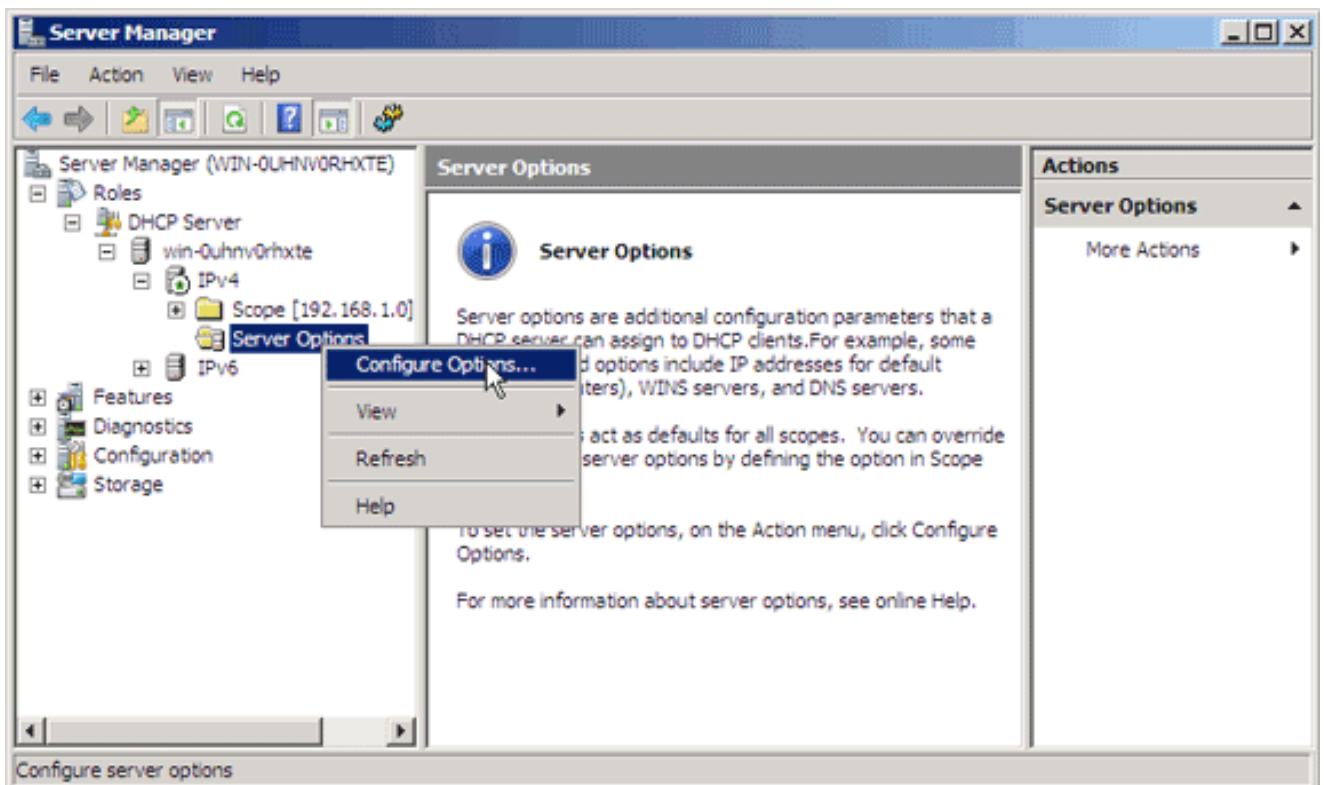 Server Manager
File Action View Help
Server Manager (WIN-0UHNV0RHXTE)
Roles
DHCP Server
win-0uhnv0rhxte
IPv4
Scope [192.168.1.0]
Server Options
IPv6
Features
Diagnostics
Configuration
Storage
Configure Options...
View
Refresh
Help
Server Options
Server Options
Server options are additional configuration parameters that a
DHCP server can assign to DHCP clients.For example, some
options include IP addresses for default
WINS servers, and DNS servers.
act as defaults for all scopes. You can override
server options by defining the option in Scope
To set the server options, on the Action menu, click Configure
Options.
For more information about server options, see online Help.
Actions
Server Options
More Actions
Configure server options